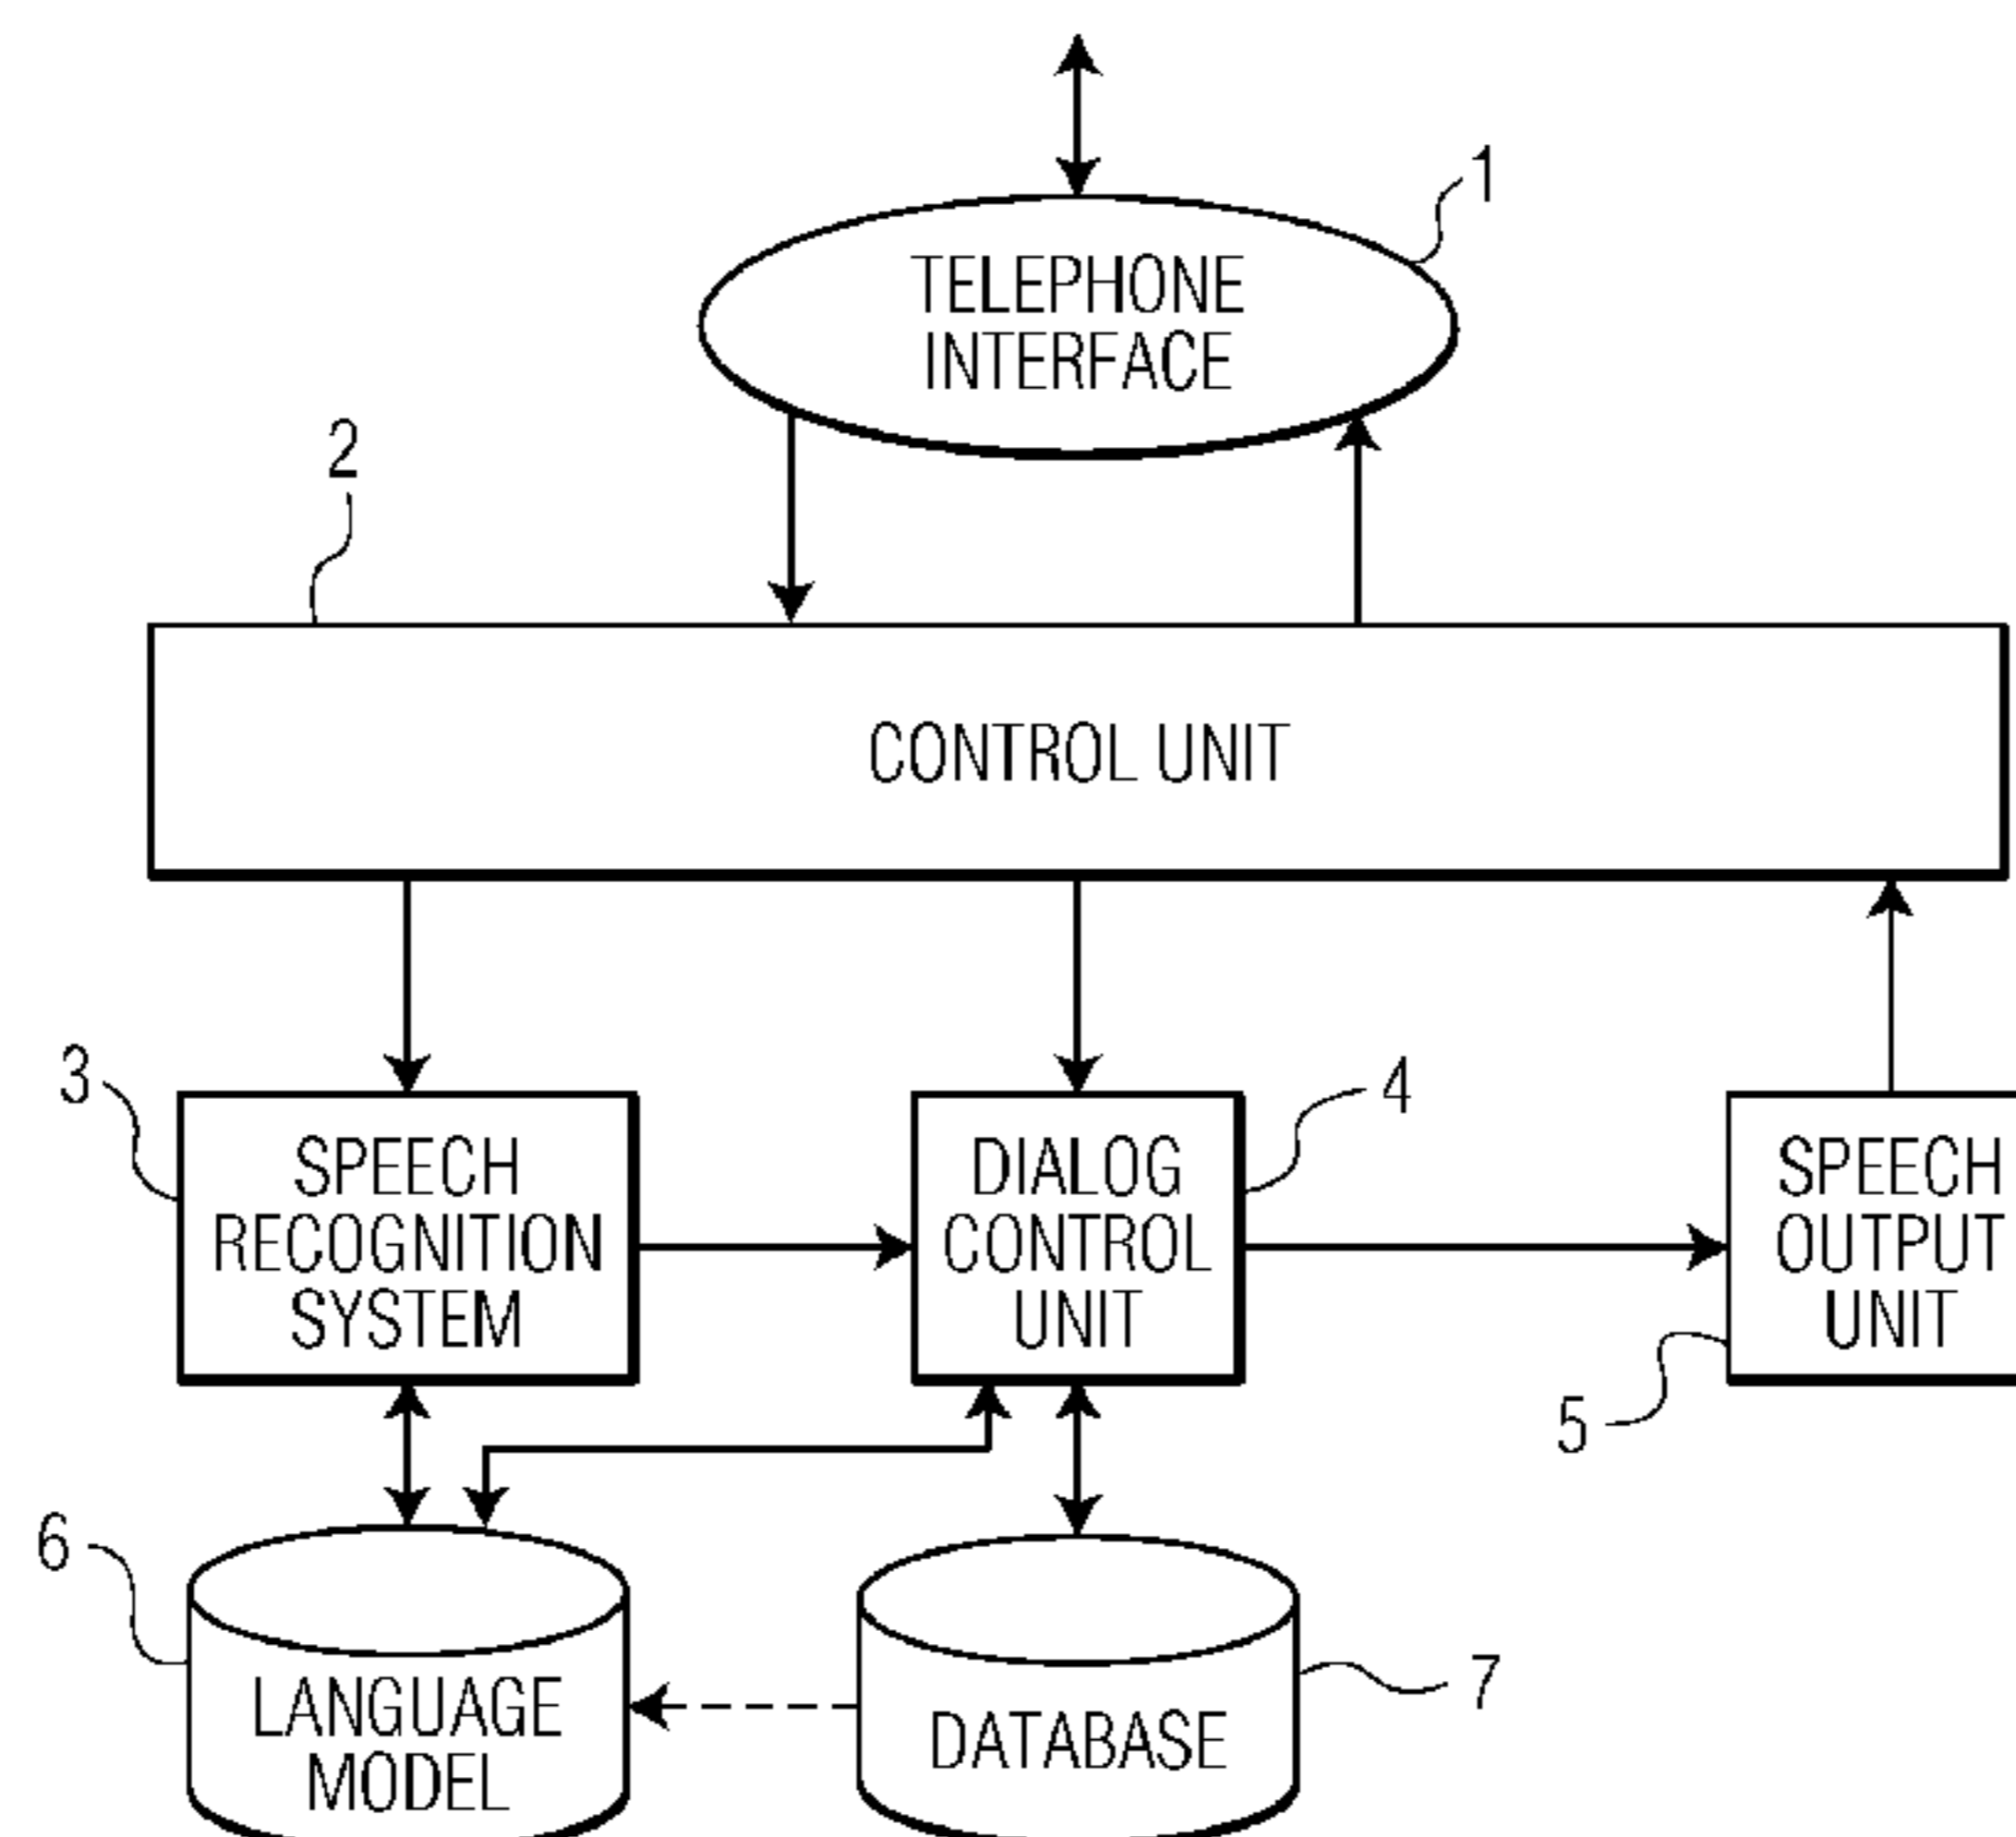 1
TELEPHONE
INTERFACE
2
CONTROL UNIT
3
SPEECH
RECOGNITION
SYSTEM
4
DIALOG
CONTROL
UNIT
SPEECH
OUTPUT
UNIT
5
6
LANGUAGE
MODEL
DATABASE
7